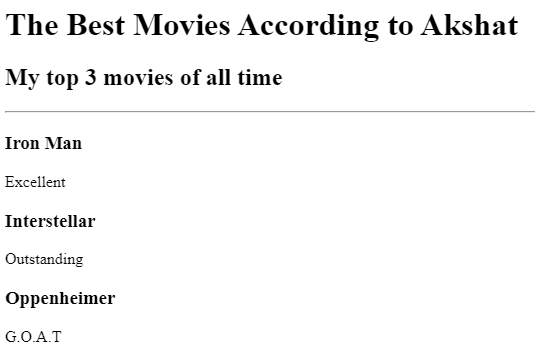 The Best Movies According to Akshat
My top 3 movies of all time
Iron Man
Excellent
Interstellar
Outstanding
Oppenheimer
G.O.A.T